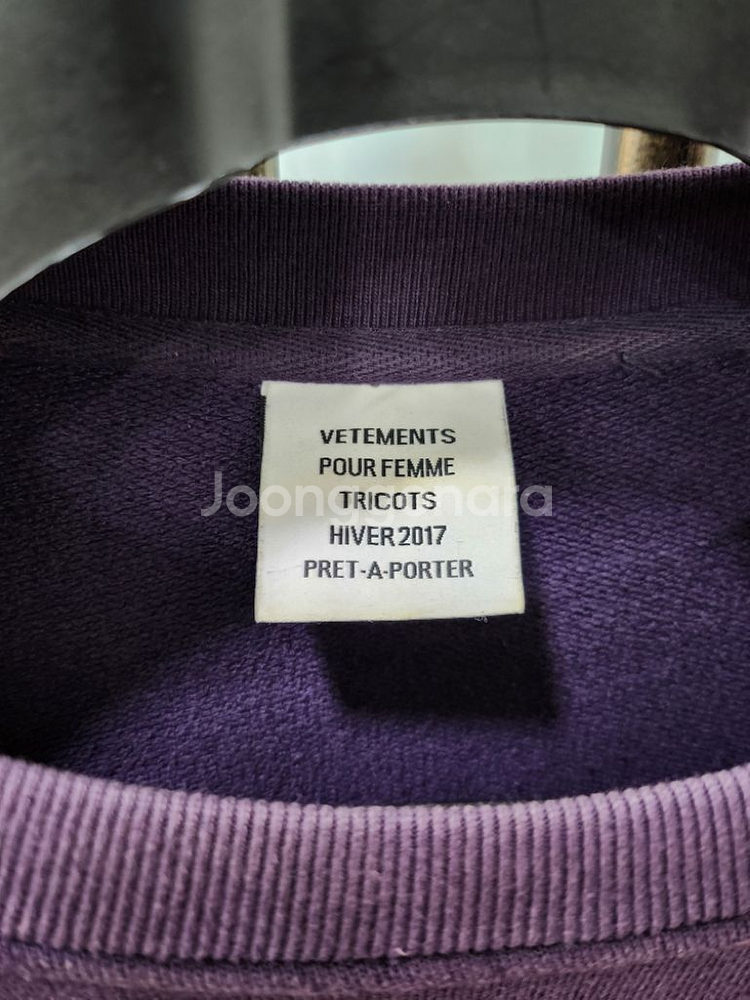 VETEMENTS
POUR FEMME
Joonggonara
TRICOTS
HIVER 2017
PRET-A-PORTER